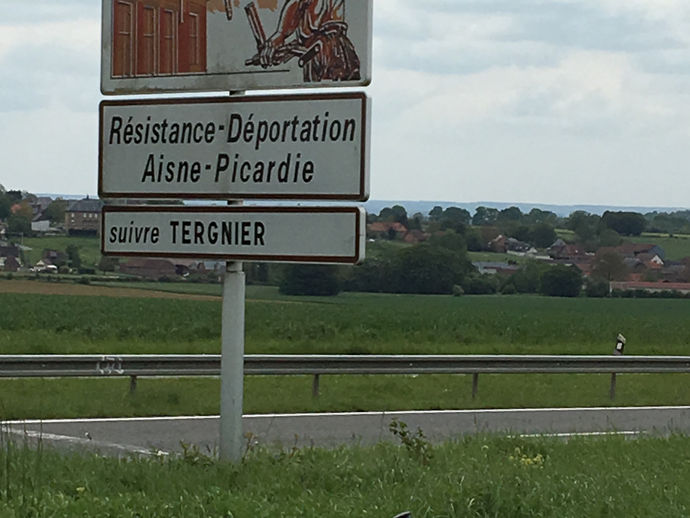 Résistance-Déportation
Aisne-Picardie
suivre TERGNIER